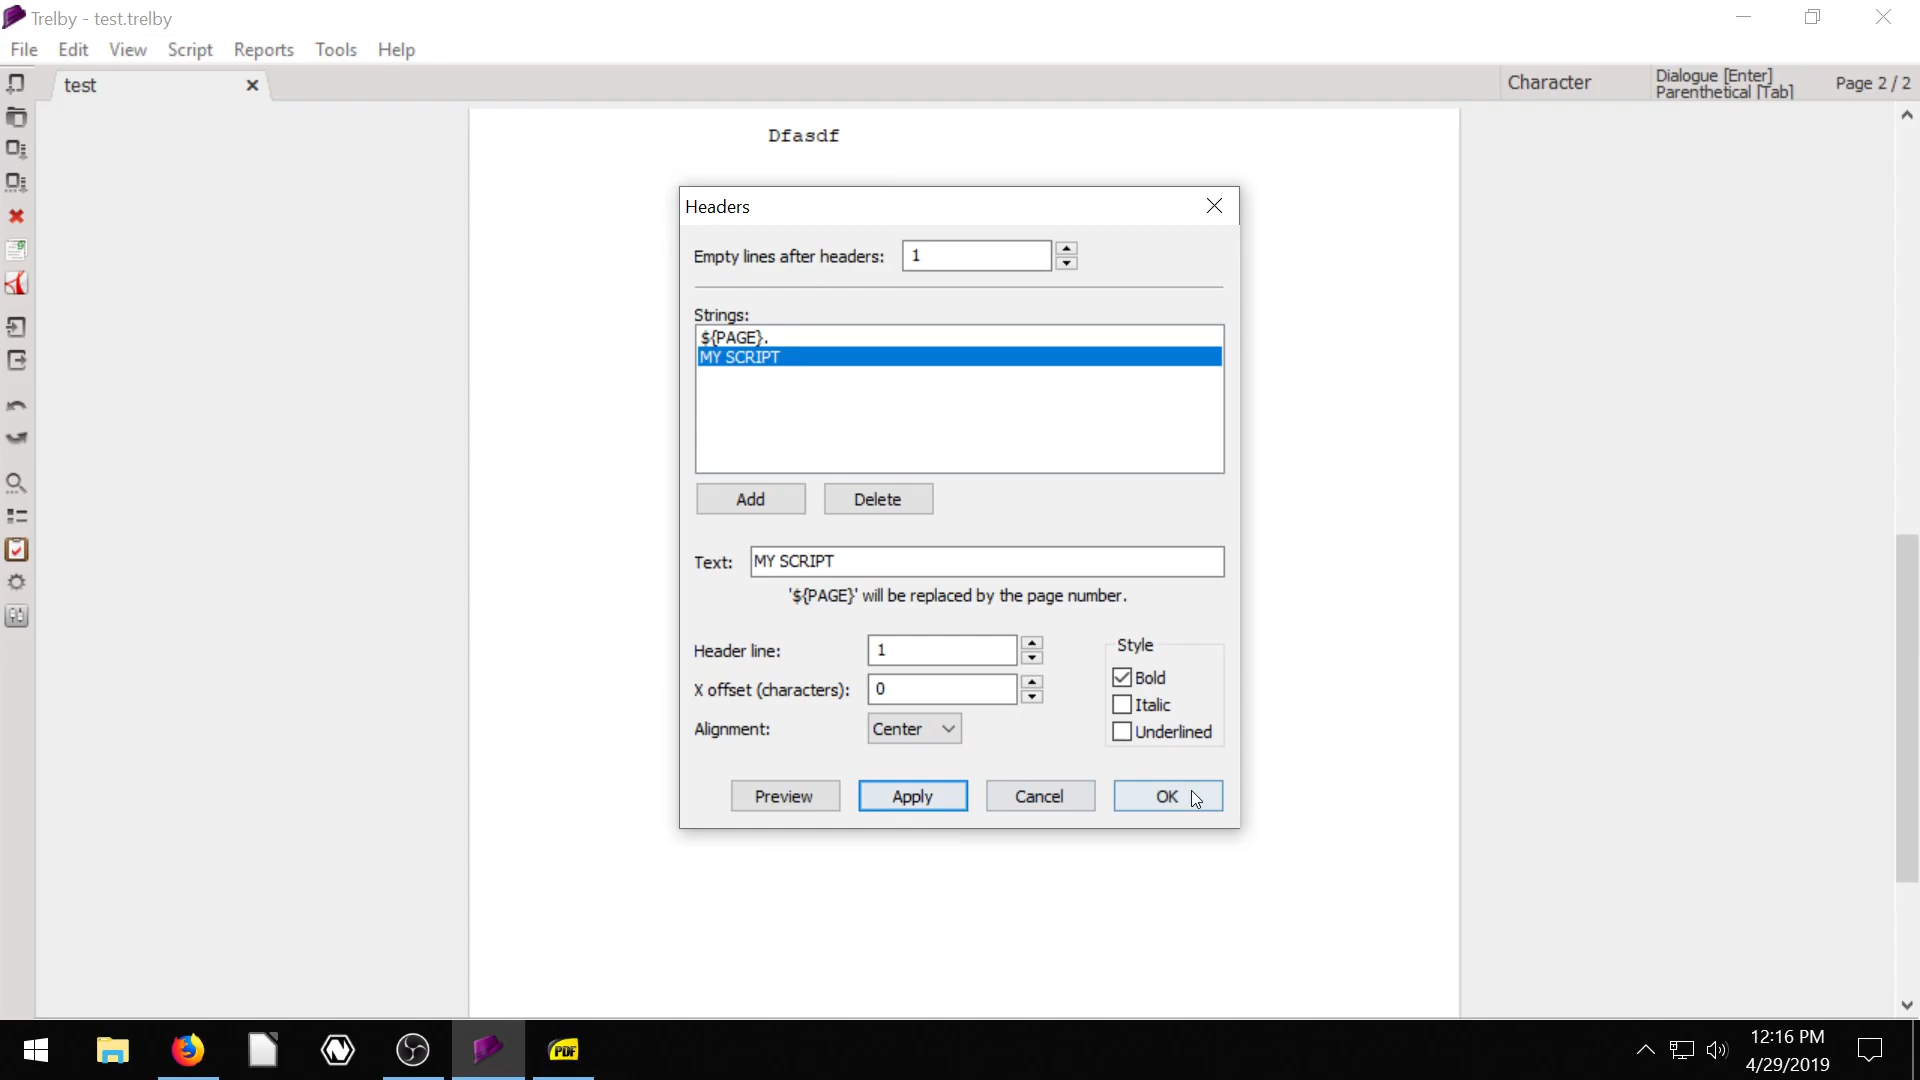 Trelby - test.trelby
File Edit View Script Reports Tools Help
test
Character
Dialogue [Enter]
Parenthetical [Tab]
Page 2 / 2
Dfasdf
Headers
Empty lines after headers: 1
Strings:
${PAGE}.
MY SCRIPT
Add Delete
Text: MY SCRIPT
'${PAGE}' will be replaced by the page number.
Header line: 1
X offset (characters): 0
Alignment: Center
Style
Bold
Italic
Underlined
Preview Apply Cancel OK
PDF
12:16 PM
4/29/2019